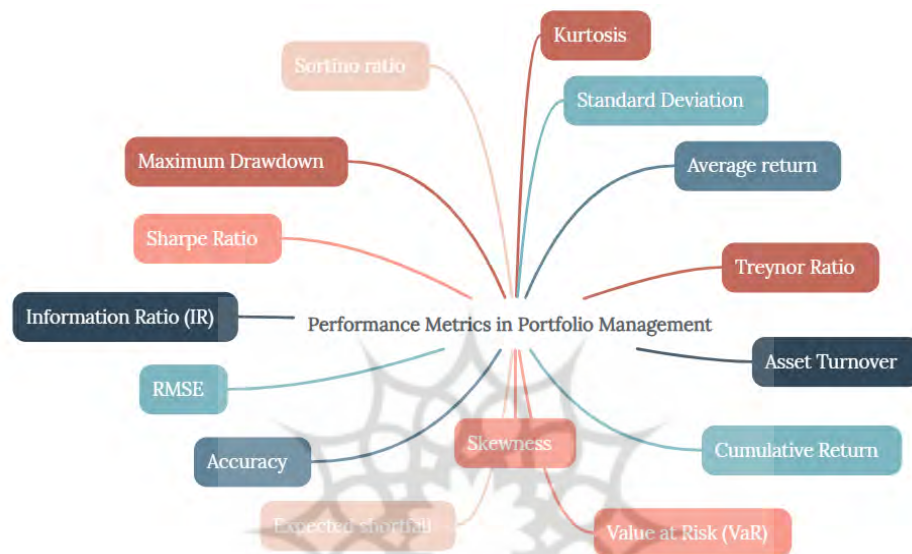 Kurtosis
Sortino ratio
Standard Deviation
Maximum Drawdown
Average return
Sharpe Ratio
Treynor Ratio
Information Ratio (IR)
Performance Metrics in Portfolio Management
Asset Turnover
RMSE
Skewness
Cumulative Return
Accuracy
Expected shortfall
Value at Risk (VaR)